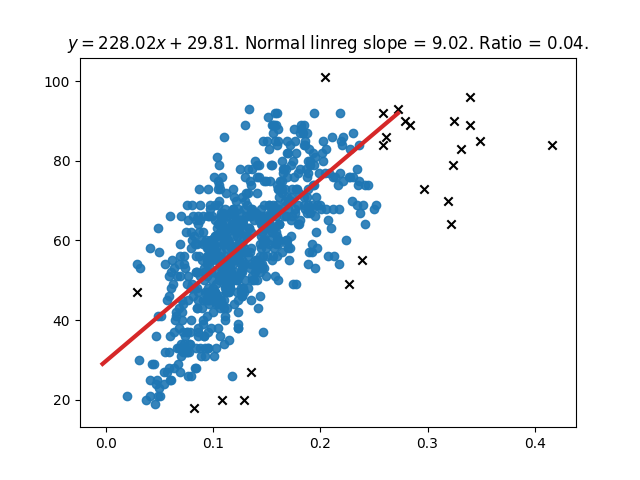 y = 228.02x + 29.81. Normal linreg slope = 9.02. Ratio = 0.04.
100
80
60
40
20
0.0 0.1 0.2 0.3 0.4